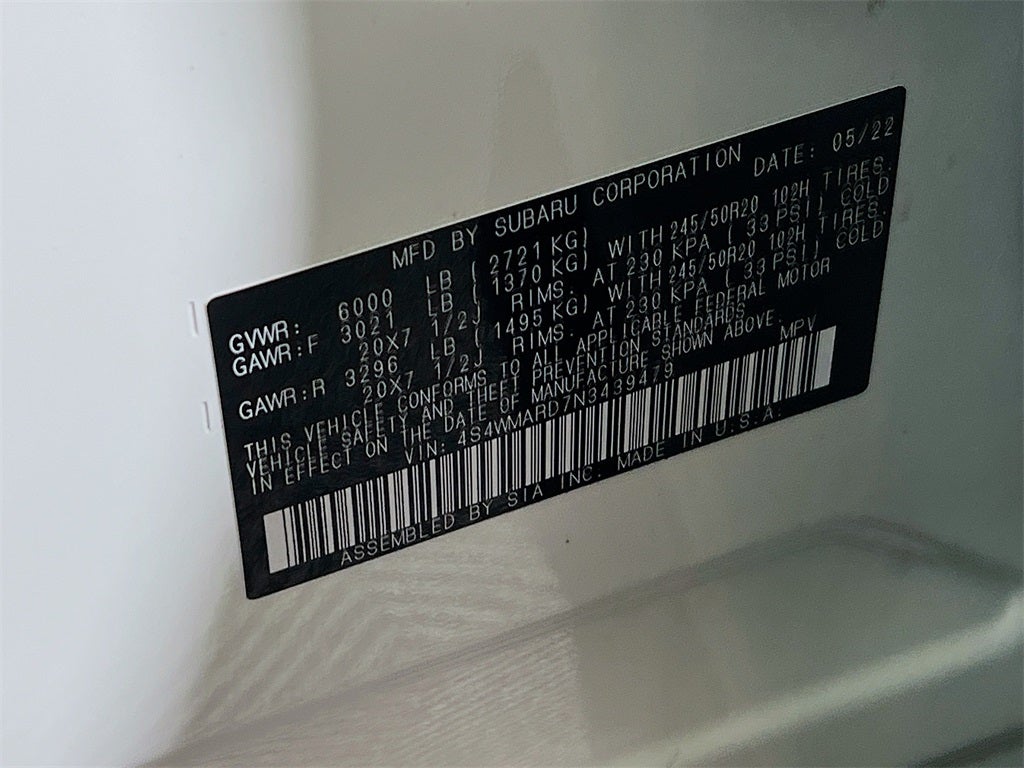 MFD BY SUBARU CORPORATION DATE: 05/22
GVWR: 6000 LB ( 2721 KG)
GAWR:F 3021 LB ( 1370 KG) WITH 245/50R20 102H TIRES.
20X7 1/2J RIMS. AT 230 KPA ( 33 PSI) COLD
GAWR:R 3296 LB ( 1495 KG) WITH 245/50R20 102H TIRES.
20X7 1/2J RIMS. AT 230 KPA ( 33 PSI) COLD
THIS VEHICLE CONFORMS TO ALL APPLICABLE FEDERAL MOTOR
VEHICLE SAFETY AND THEFT PREVENTION STANDARDS
IN EFFECT ON THE DATE OF MANUFACTURE SHOWN ABOVE.
VIN: 4S4WMARD7N3439479 MPV
ASSEMBLED BY SIA INC. MADE IN U.S.A.